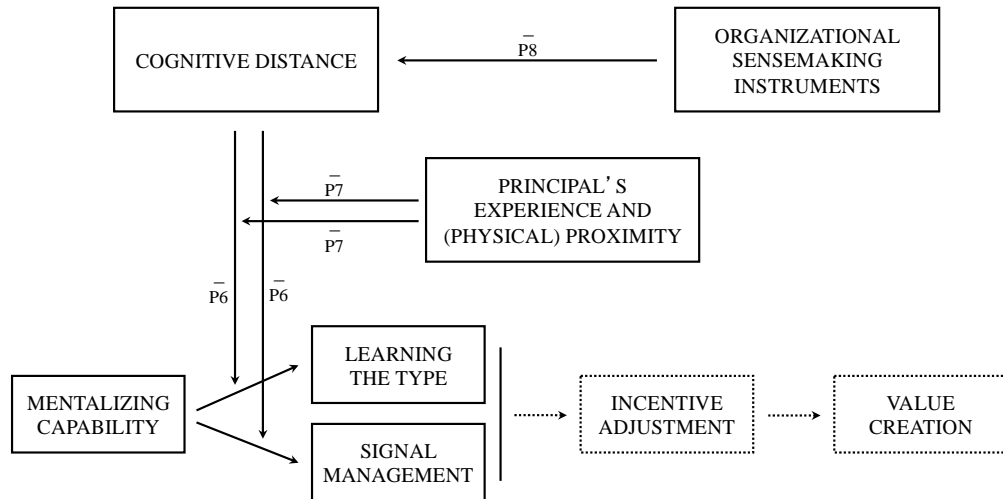 COGNITIVE DISTANCE
–
P8
ORGANIZATIONAL
SENSEMAKING
INSTRUMENTS
–
P7
–
P7
PRINCIPAL’S
EXPERIENCE AND
(PHYSICAL) PROXIMITY
–
P6
–
P6
MENTALIZING
CAPABILITY
LEARNING
THE TYPE
SIGNAL
MANAGEMENT
INCENTIVE
ADJUSTMENT
VALUE
CREATION